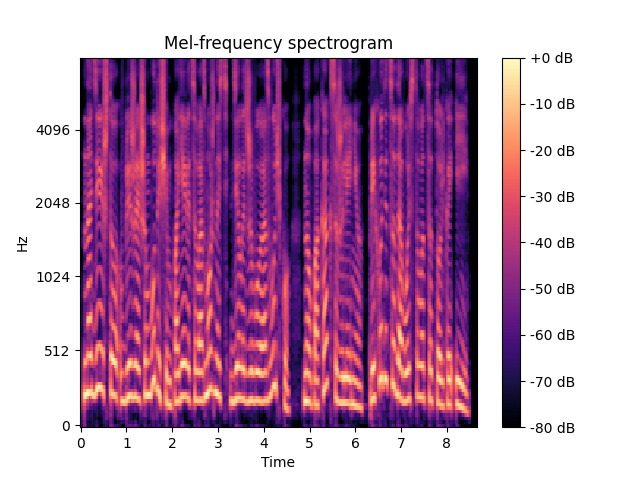 Mel-frequency spectrogram
+0 dB
-10 dB
-20 dB
-30 dB
-40 dB
-50 dB
-60 dB
-70 dB
-80 dB
4096
2048
1024
512
0
Hz
0 1 2 3 4 5 6 7 8
Time